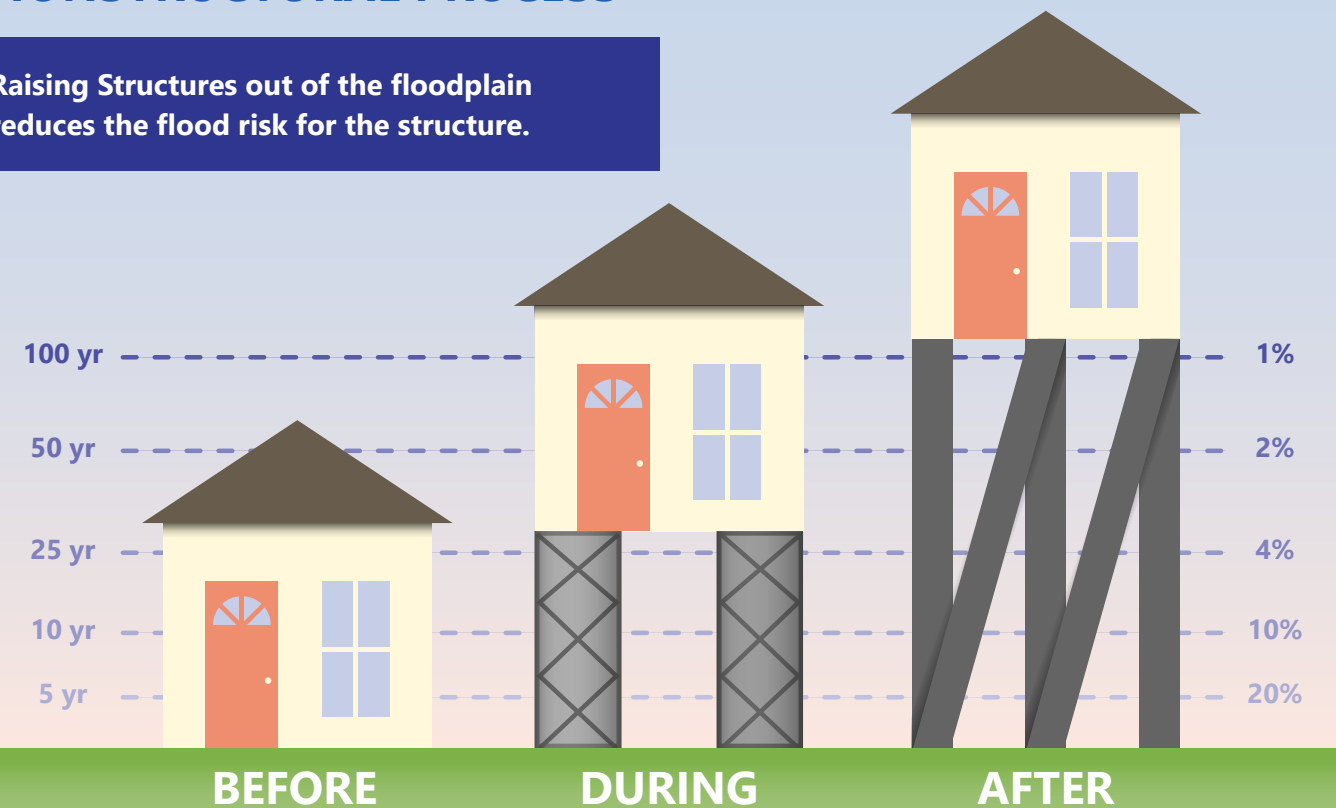 Raising Structures out of the floodplain
reduces the flood risk for the structure.
100 yr 1%
50 yr 2%
25 yr 4%
10 yr 10%
5 yr 20%
BEFORE DURING AFTER